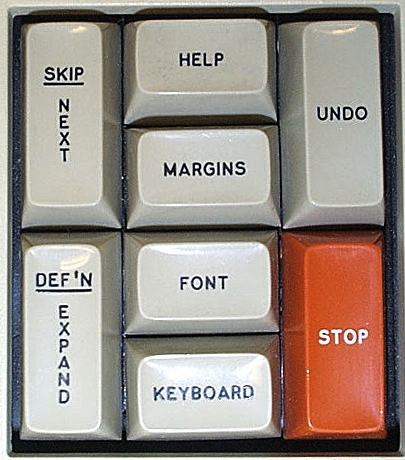 SKIP
NEXT
HELP
UNDO
MARGINS
DEF'N
EXPAND
FONT
STOP
KEYBOARD